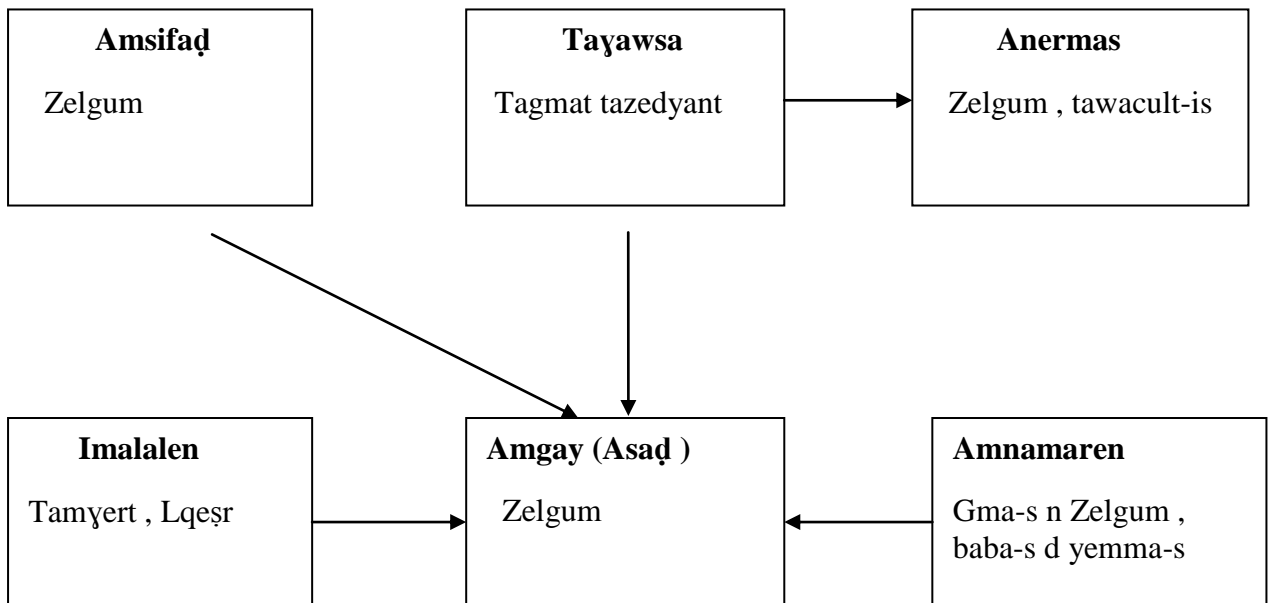 Amsifaḍ
Zelgum
Taɣawsa
Tagmat tazedyant
Anermas
Zelgum , tawacult-is
Imalalen
Tamɣert , Lqeṣr
Amgay (Asaḍ )
Zelgum
Amnamaren
Gma-s n Zelgum ,
baba-s d yemma-s